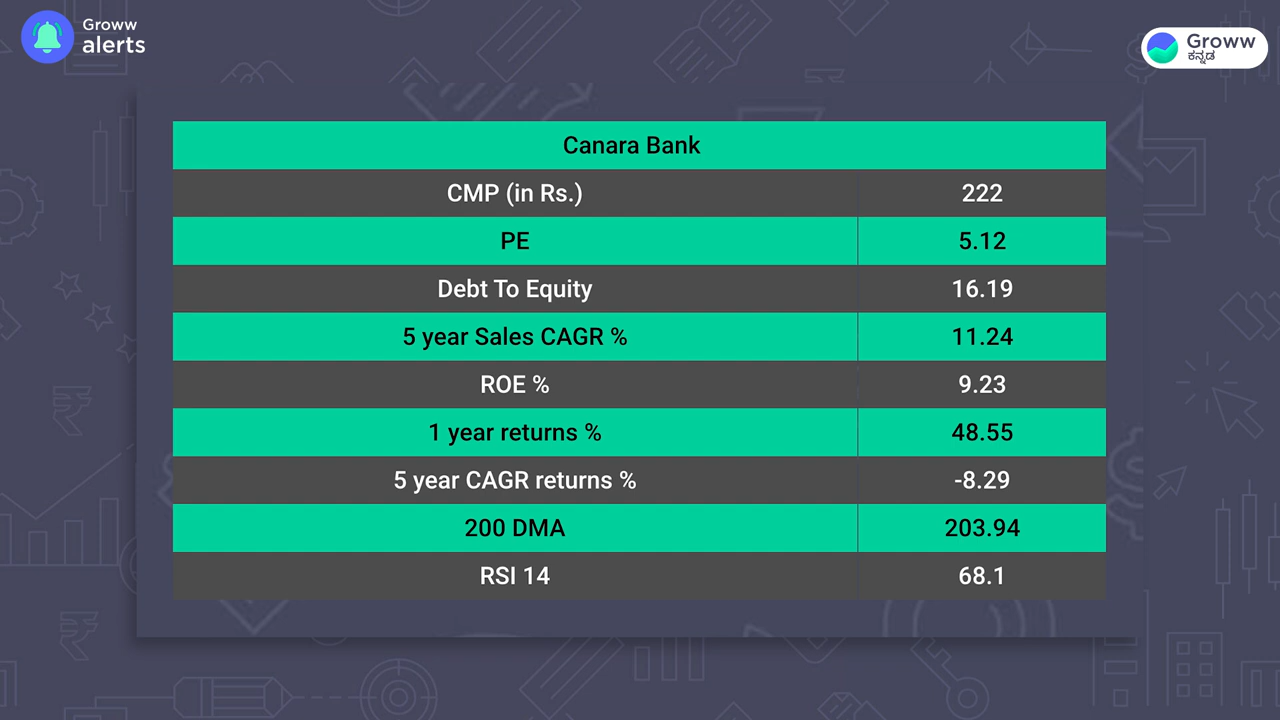 Groww
alerts
Groww
ಕನ್ನಡ
Canara Bank
CMP (in Rs.) 222
PE 5.12
Debt To Equity 16.19
5 year Sales CAGR % 11.24
ROE % 9.23
1 year returns % 48.55
5 year CAGR returns % -8.29
200 DMA 203.94
RSI 14 68.1